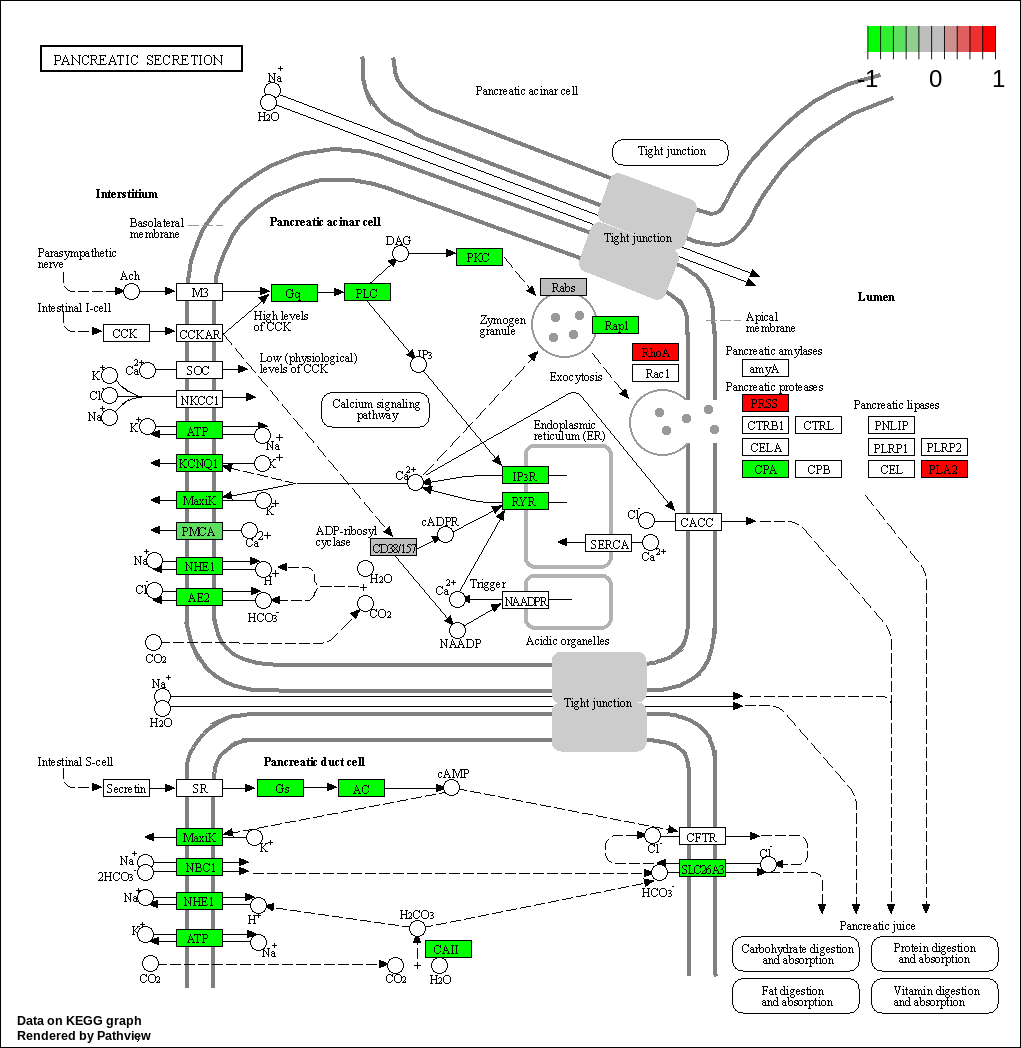 PANCREATIC SECRETION
-1 0 1
Na+
H2O
Pancreatic acinar cell
Tight junction
Interstitium
Basolateral
membrane
Pancreatic acinar cell
Tight junction
DAG
PKC
Parasympathetic
nerve
Ach
M3
Gq
PLC
Rabs
Lumen
Intestinal I-cell
CCK
CCKAR
High levels
of CCK
Zymogen
granule
Rap1
Apical
membrane
RhoA
Rac1
IP3
Low (physiological)
levels of CCK
Exocytosis
Pancreatic amylases
amyA
Pancreatic proteases
PRSS
CTRB1
CTRL
CELA
CPA
CPB
Pancreatic lipases
PNLIP
PLRP1
PLRP2
CEL
PLA2
Ca2+
SOC
K+
Cl-
Na+
NKCC1
Calcium signaling
pathway
K+
ATP
Na+
Endoplasmic
reticulum (ER)
KCNQ1
K+
Ca2+
IP3R
MaxiK
K+
RYR
PMCA
Ca2+
ADP-ribosyl
cyclase
cADPR
CD38/157
Cl-
CACC
SERCA
Ca2+
Na+
NHE1
H+
H2O
Cl-
AE2
HCO3-
+
CO2
Ca2+
Trigger
NAADPR
NAADP
Acidic organelles
CO2
Na+
H2O
Tight junction
Intestinal S-cell
Secretin
SR
Pancreatic duct cell
Gs
AC
cAMP
MaxiK
K+
Cl-
CFTR
Cl-
Na+
2HCO3-
NBC1
HCO3-
SLC26A3
Na+
NHE1
H+
H2CO3
K+
ATP
Na+
CAII
+
CO2
CO2
H2O
Pancreatic juice
Carbohydrate digestion
and absorption
Protein digestion
and absorption
Fat digestion
and absorption
Vitamin digestion
and absorption
Data on KEGG graph
Rendered by Pathview